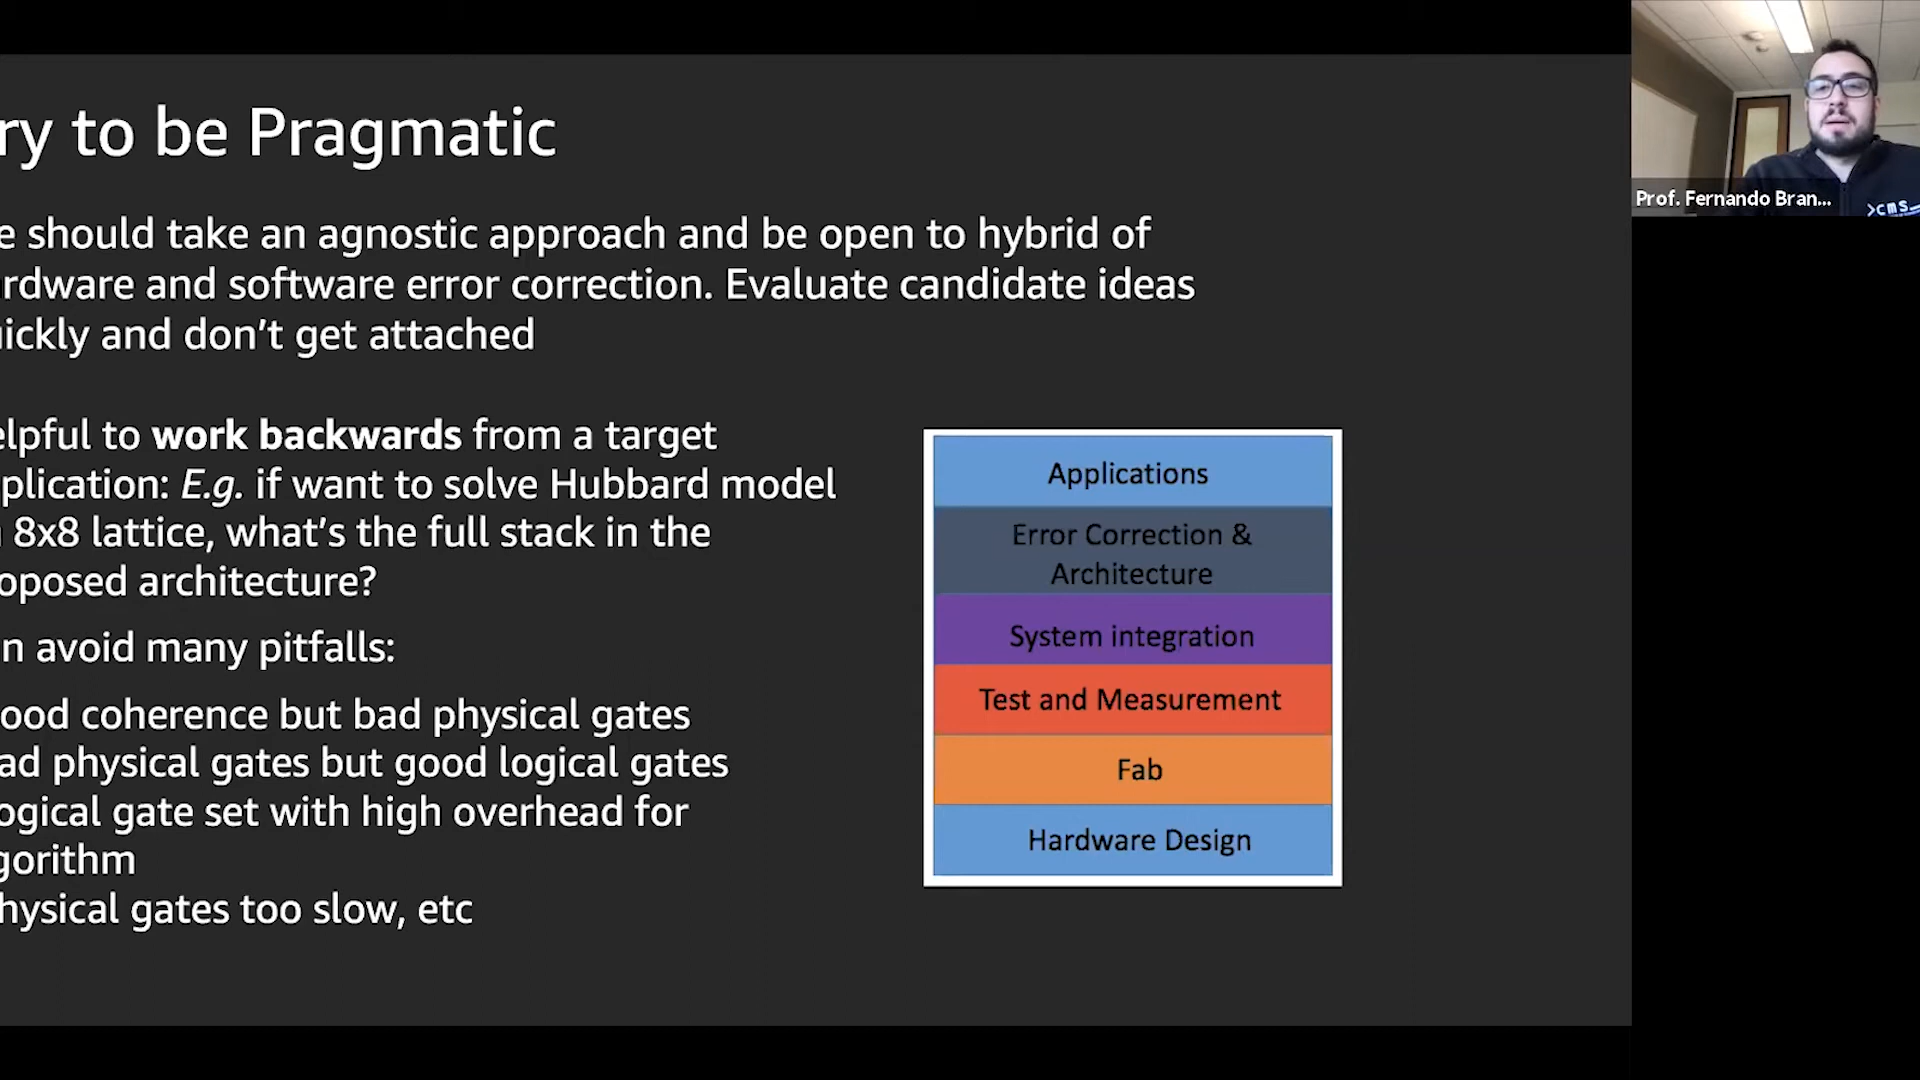 ry to be Pragmatic
e should take an agnostic approach and be open to hybrid of
rdware and software error correction. Evaluate candidate ideas
uickly and don’t get attached
elpful to work backwards from a target
plication: E.g. if want to solve Hubbard model
n 8x8 lattice, what’s the full stack in the
oposed architecture?
n avoid many pitfalls:
ood coherence but bad physical gates
ad physical gates but good logical gates
ogical gate set with high overhead for
gorithm
hysical gates too slow, etc
Applications
Error Correction &
Architecture
System integration
Test and Measurement
Fab
Hardware Design
Prof. Fernando Bran...
>cms_